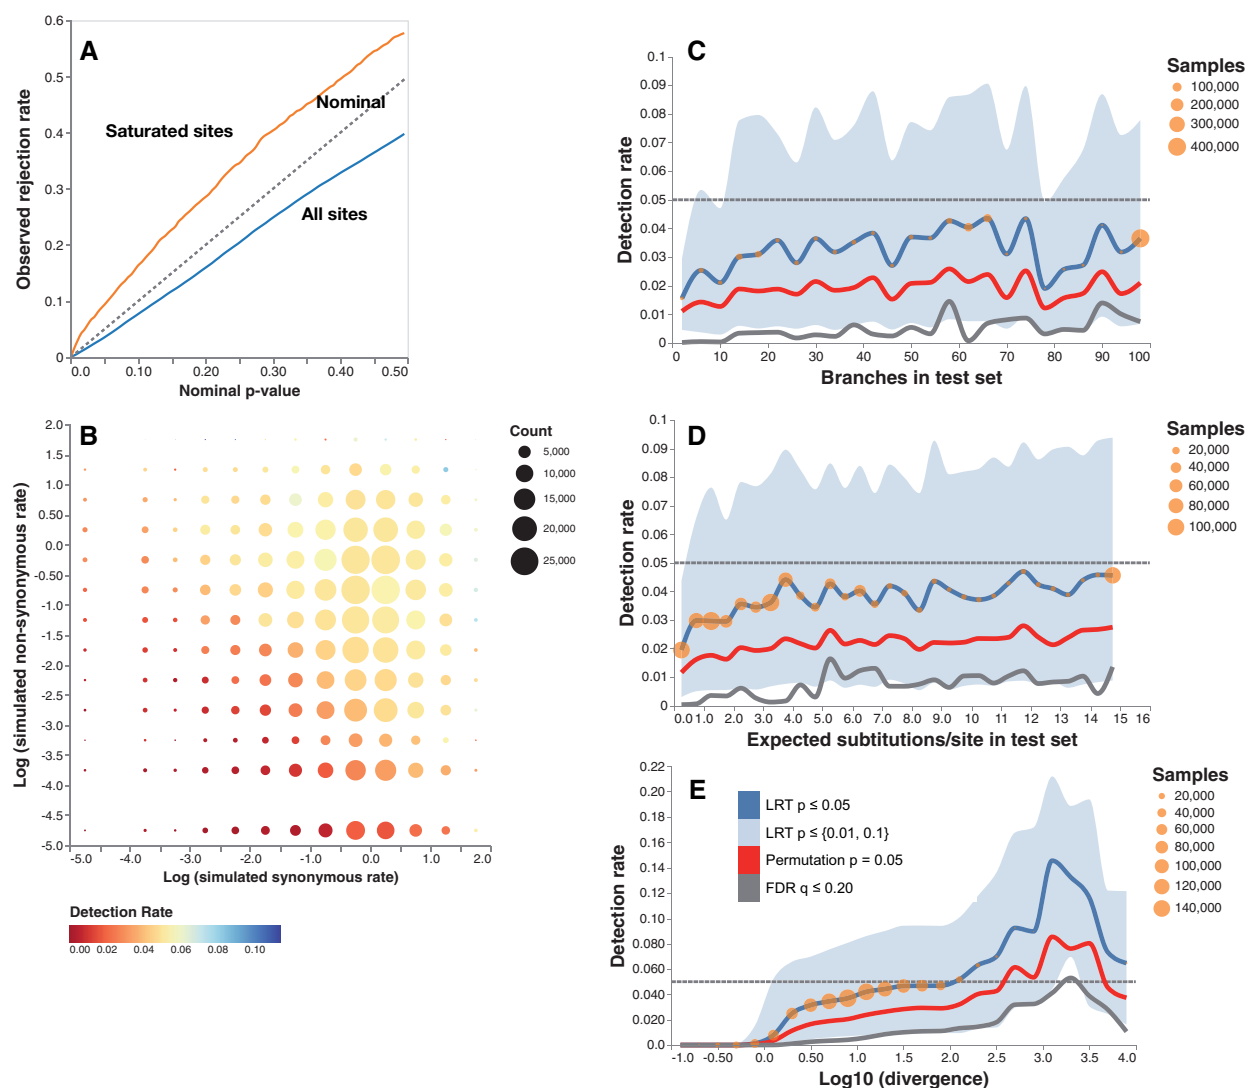 A
Observed rejection rate
0.6
0.5
0.4
0.3
0.2
0.1
0
Saturated sites
Nominal
All sites
0.0 0.10 0.20 0.30 0.40 0.50
Nominal p-value
B
Log (simulated non-synonymous rate)
2.0
1.5
1.0
0.50
0.0
-0.50
-1.0
-1.5
-2.0
-2.5
-3.0
-3.5
-4.0
-4.5
-5.0
-5.0 -4.0 -3.0 -2.0 -1.0 0.0 1.0 2.0
Log (simulated synonymous rate)
Count
5,000
10,000
15,000
20,000
25,000
Detection Rate
0.00 0.02 0.04 0.06 0.08 0.10
C
Detection rate
0.1
0.09
0.08
0.07
0.06
0.05
0.04
0.03
0.02
0.01
0
0 10 20 30 40 50 60 70 80 90 100
Branches in test set
Samples
100,000
200,000
300,000
400,000
D
Detection rate
0.1
0.09
0.08
0.07
0.06
0.05
0.04
0.03
0.02
0.01
0
0.0 1.0 2.0 3.0 4.0 5.0 6.0 7.0 8.0 9.0 10 11 12 13 14 15 16
Expected subtitutions/site in test set
Samples
20,000
40,000
60,000
80,000
100,000
E
Detection rate
0.22
0.20
0.18
0.16
0.14
0.12
0.10
0.080
0.060
0.040
0.020
0.0
LRT p ≤ 0.05
LRT p ≤ {0.01, 0.1}
Permutation p = 0.05
FDR q ≤ 0.20
-1.0 -0.50 0.0 0.50 1.0 1.5 2.0 2.5 3.0 3.5 4.0
Log10 (divergence)
Samples
20,000
40,000
60,000
80,000
100,000
120,000
140,000